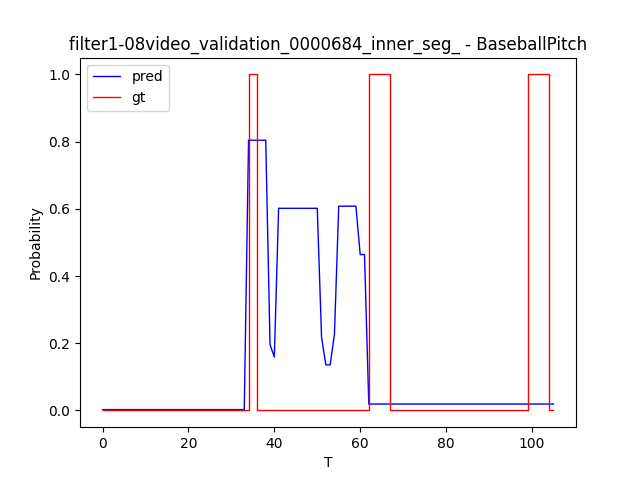 filter1-08video_validation_0000684_inner_seg_ - BaseballPitch
pred
gt
1.0
0.8
0.6
0.4
0.2
0.0
Probability
0 20 40 60 80 100
T